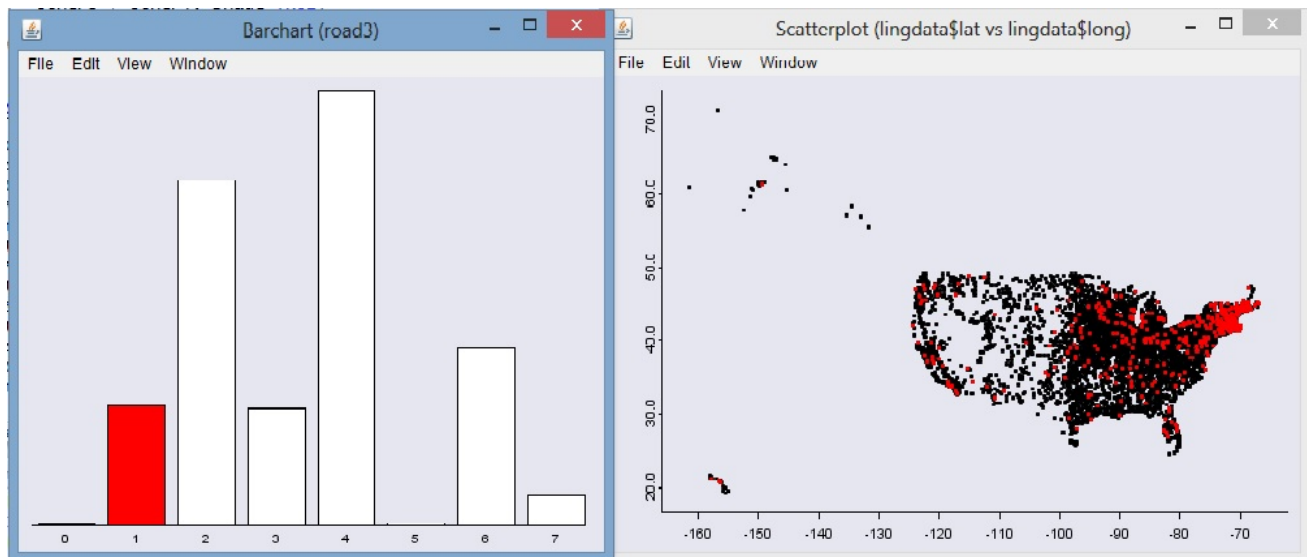 Barchart (road3)
File Edit View Window
0 1 2 3 4 5 6 7
Scatterplot (lingdata$lat vs lingdata$long)
File Edit View Window
70.0
60.0
50.0
40.0
30.0
20.0
-160 -150 -140 -130 -120 -110 -100 -90 -80 -70